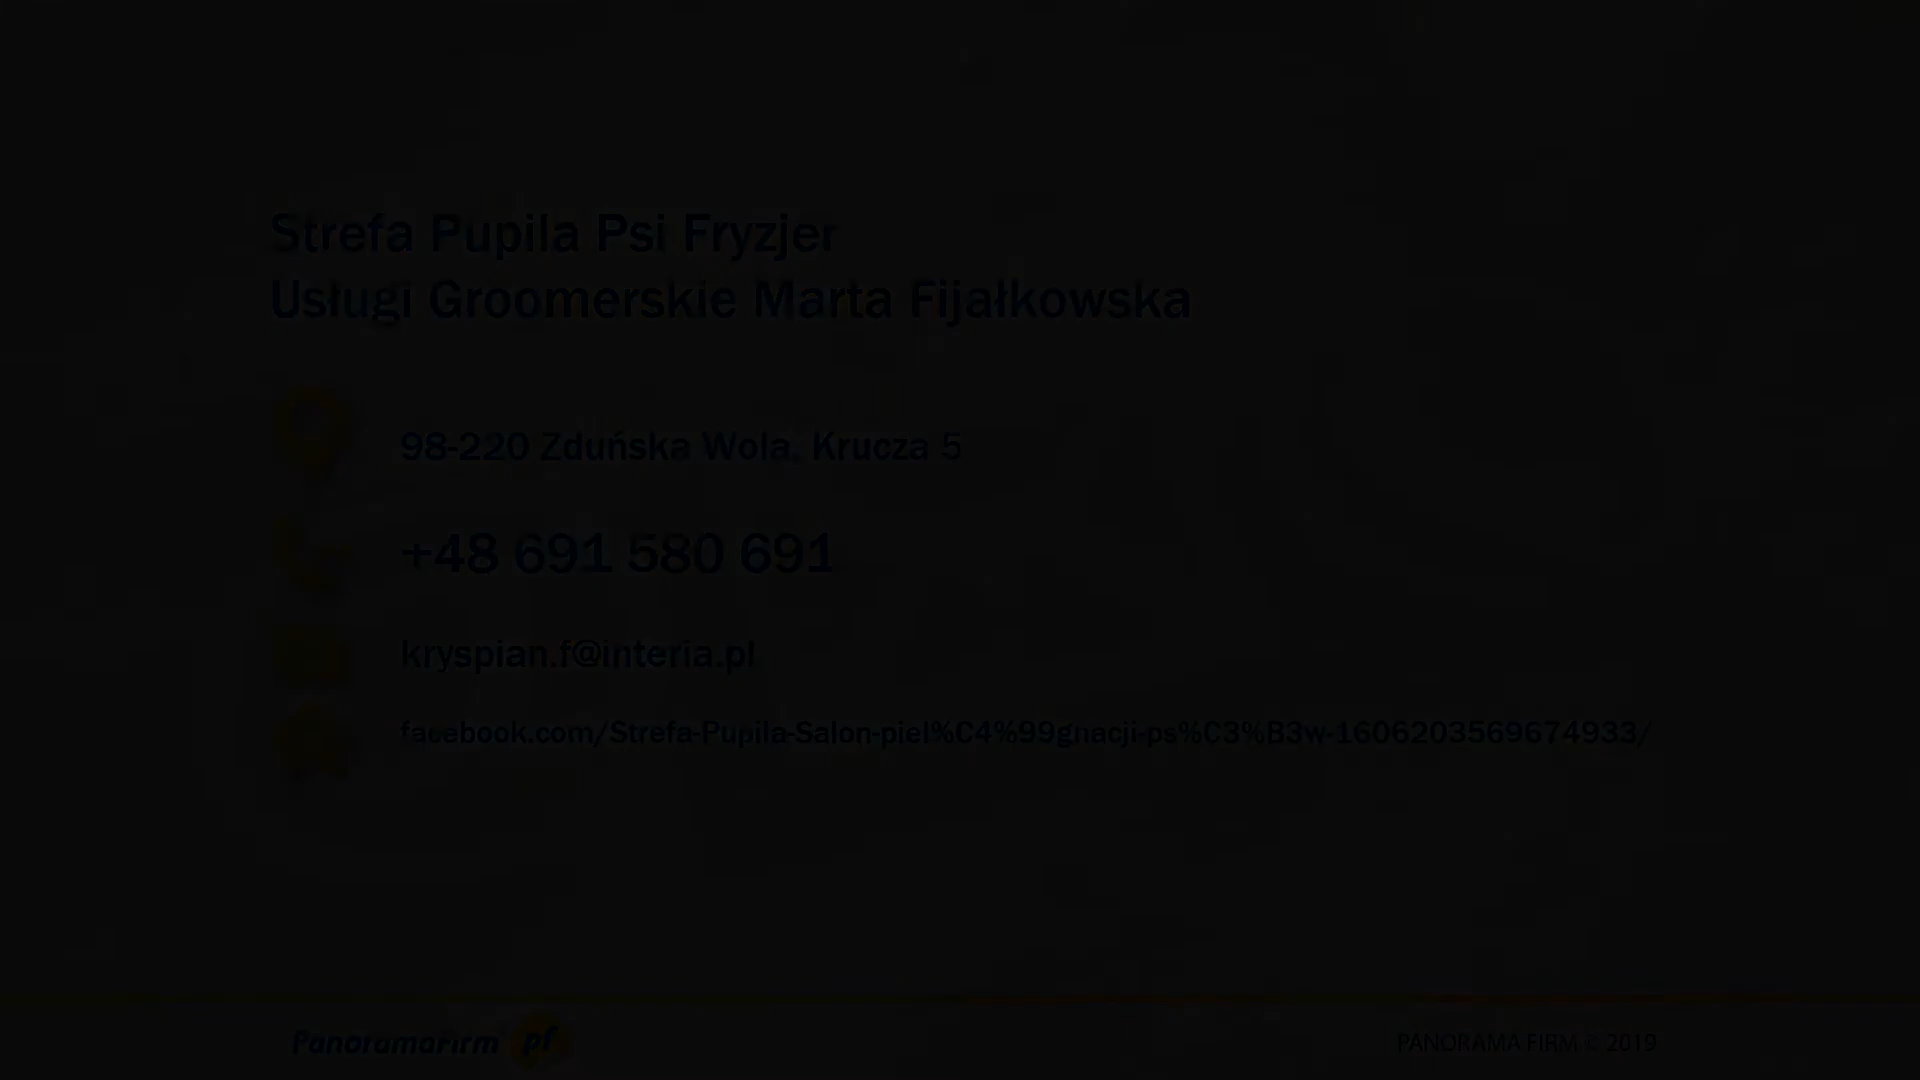 Strefa Pupila Psi Fryzjer
Usługi Groomerskie Marta Fijałkowska
98-220 Zduńska Wola, Krucza 5
+48 691 580 691
kryspian.f@interia.pl
facebook.com/Strefa-Pupila-Salon-piel%C4%99gnacji-ps%C3%B3w-1606203569674933/
PanoramaFirm pf
PANORAMA FIRM © 2019